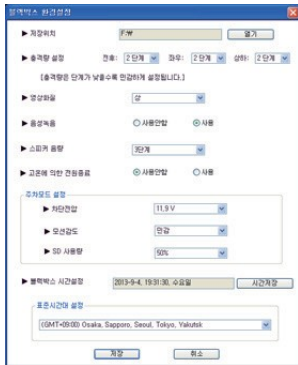 블랙박스 환경설정
▶ 저장위치 F:₩ 열기
▶ 충격량 설정 전후: 2 단계 좌우: 2 단계 상하: 2 단계
[충격량은 단계가 낮을수록 민감하게 설정됩니다.]
▶ 영상화질 상
▶ 음성녹음 사용안함 사용
▶ 스피커 음량 3단계
▶ 고온에 의한 전원종료 사용안함 사용
주차모드 설정
▶ 차단전압 11,9 V
▶ 모션감도 민감
▶ SD 사용량 50%
▶ 블랙박스 시간설정 2013-9-4, 19:31:30, 수요일 시간저장
표준시간대 설정
(GMT+09:00) Osaka, Sapporo, Seoul, Tokyo, Yakutsk
저장 취소